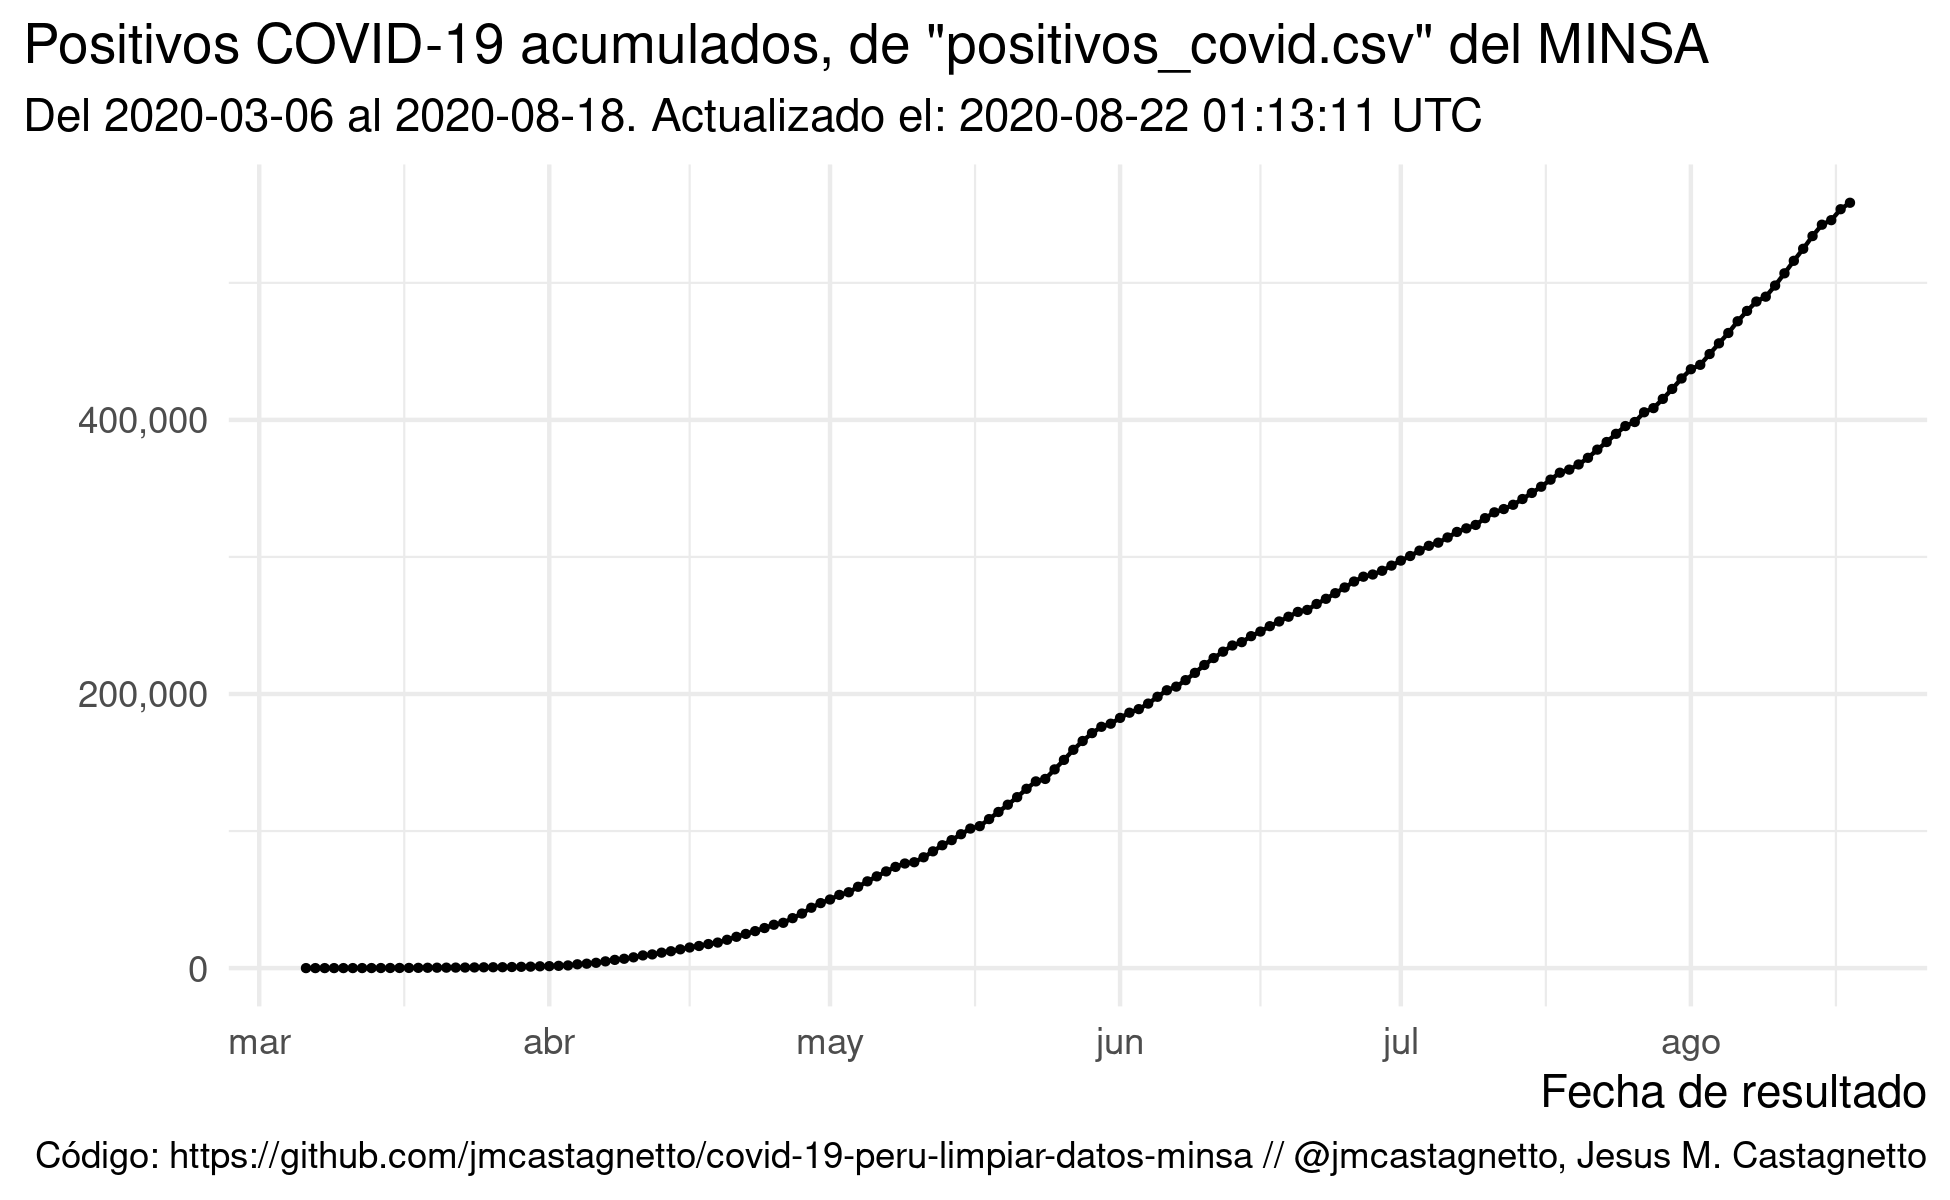 Positivos COVID-19 acumulados, de "positivos_covid.csv" del MINSA
Del 2020-03-06 al 2020-08-18. Actualizado el: 2020-08-22 01:13:11 UTC
400,000
200,000
0
mar abr may jun jul ago
Fecha de resultado
Código: https://github.com/jmcastagnetto/covid-19-peru-limpiar-datos-minsa // @jmcastagnetto, Jesus M. Castagnetto